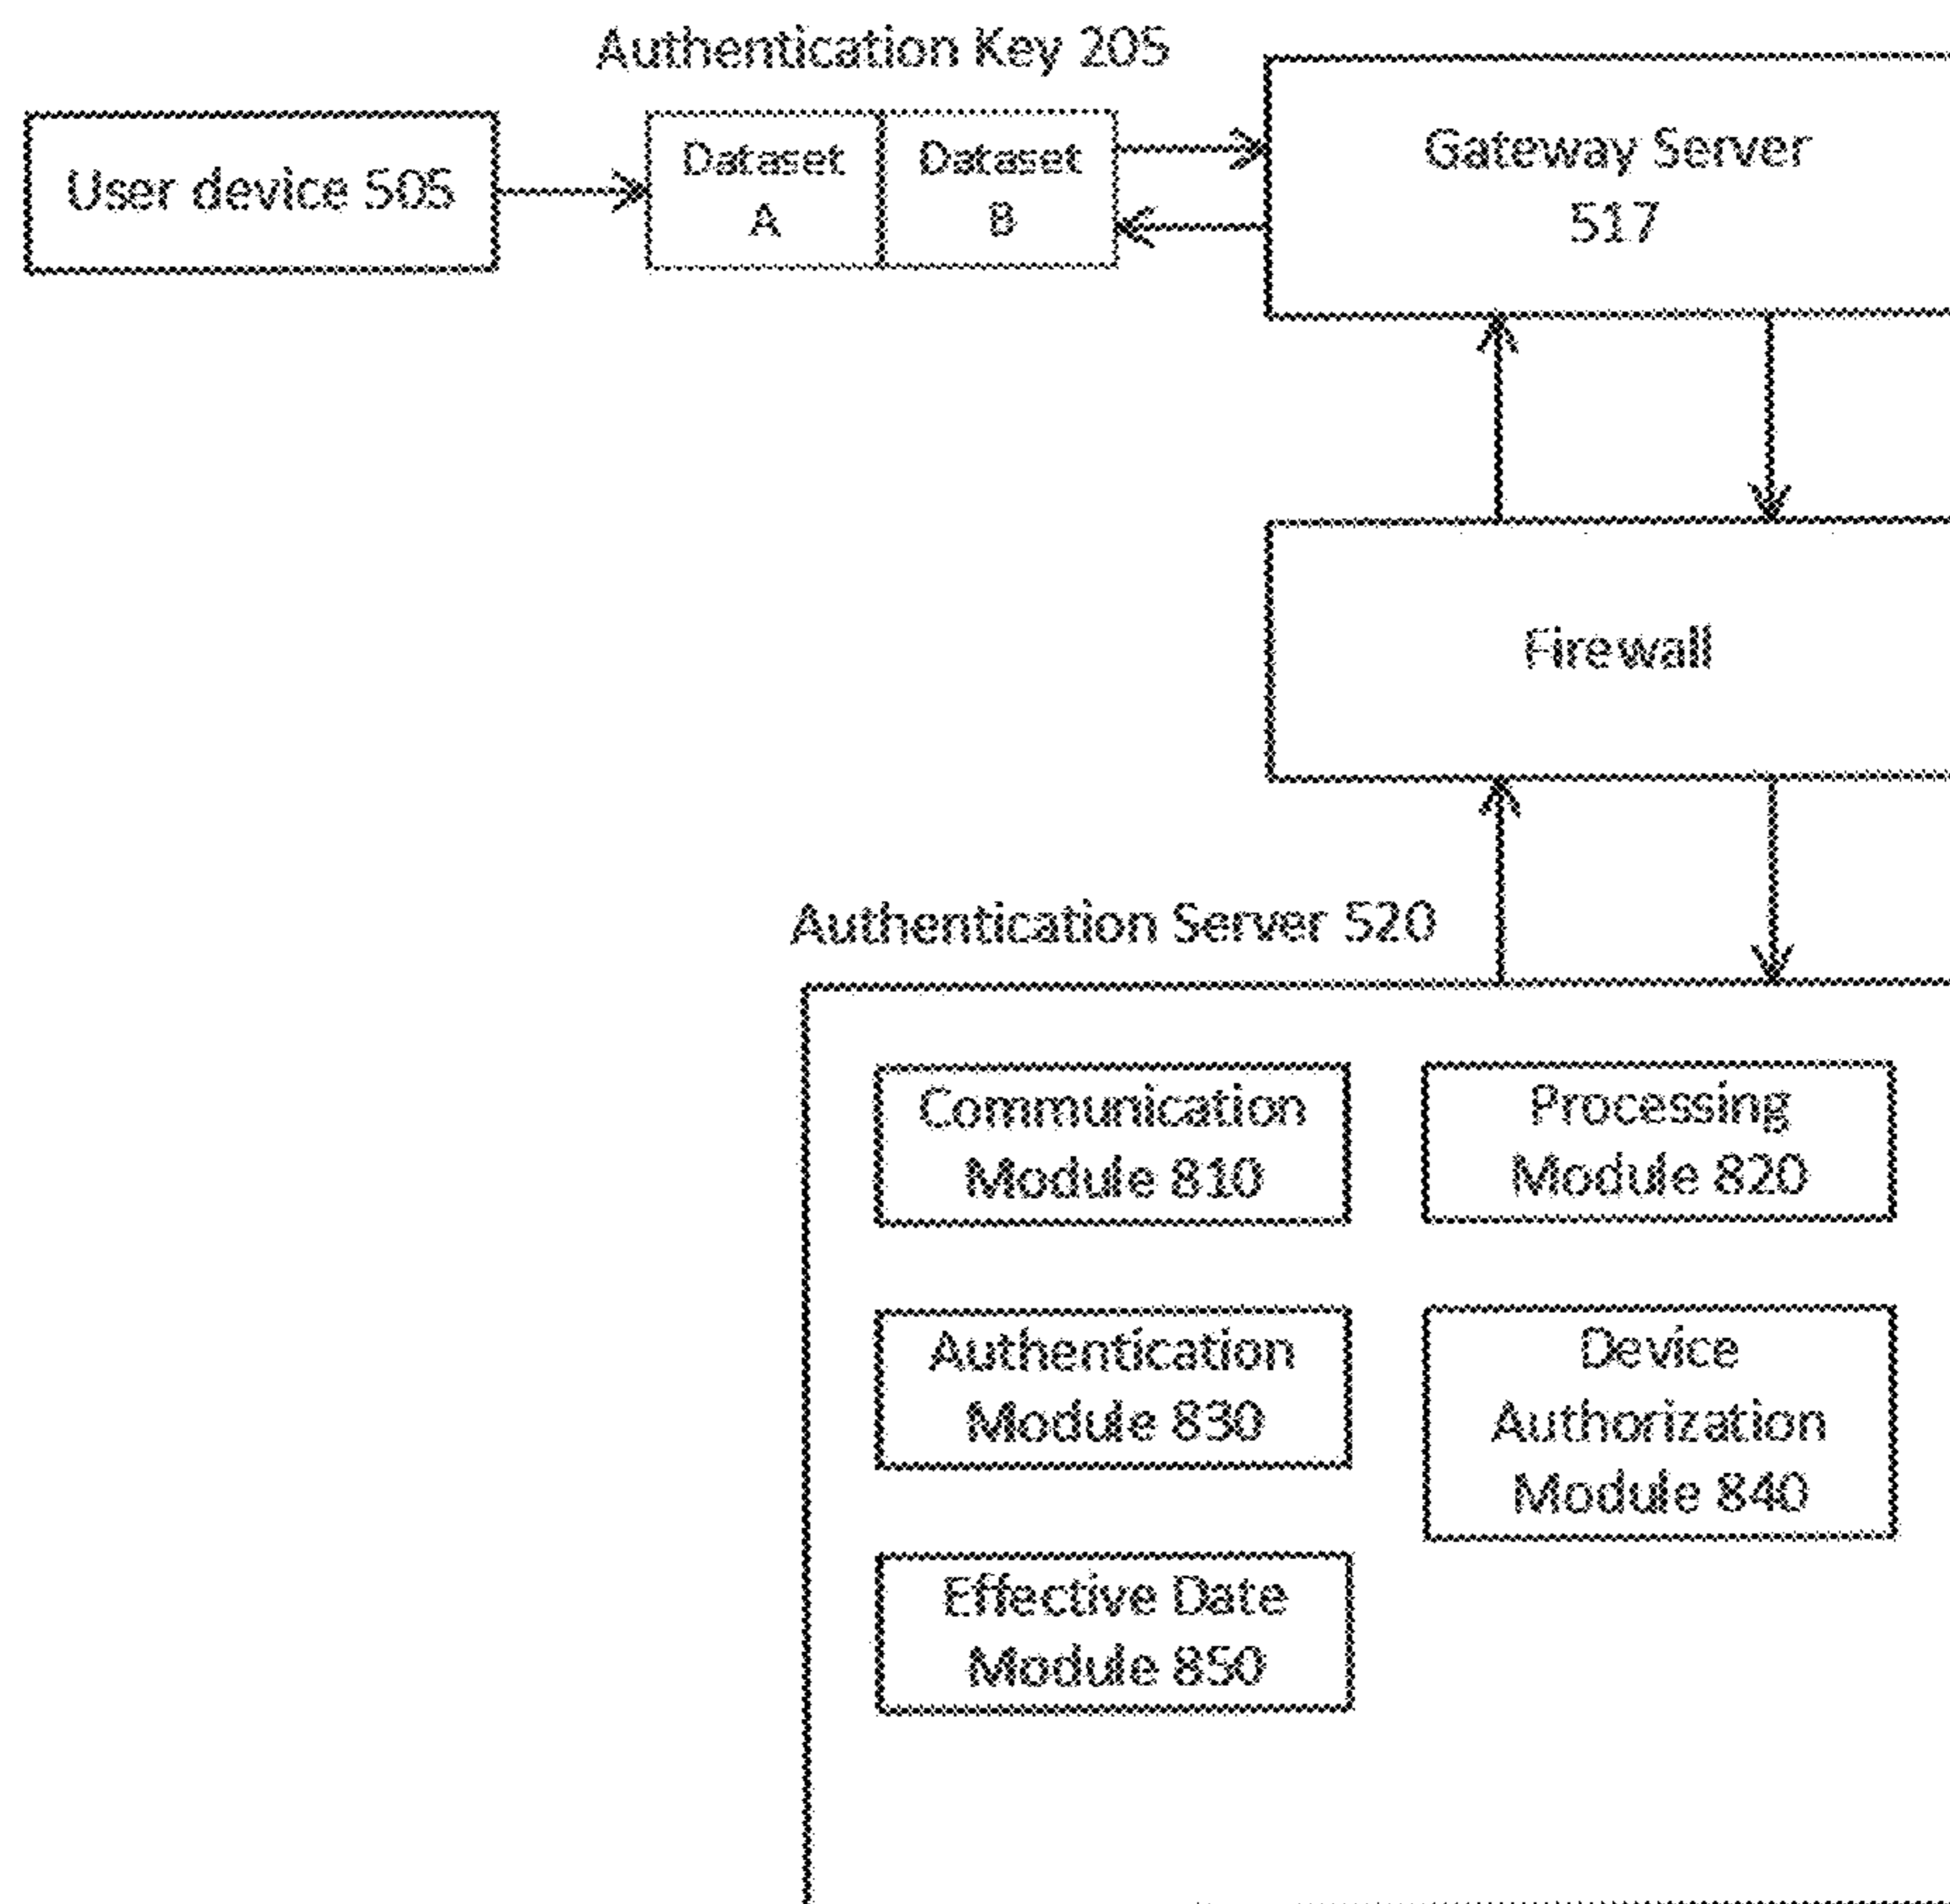 Authentication Key 205
User device 505
Dataset
A
Dataset
B
Gateway Server
517
Firewall
Authentication Server 520
Communication
Module 810
Processing
Module 820
Authentication
Module 830
Device
Authorization
Module 840
Effective Date
Module 850